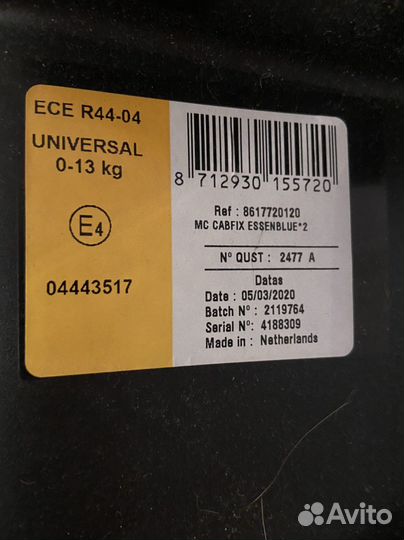 ECE R44-04
UNIVERSAL
0-13 kg
E4
04443517
8 712930 155720
Ref : 8617720120
MC CABFIX ESSENBLUE*2
N° QUST : 2477 A
Datas
Date : 05/03/2020
Batch N° : 2119764
Serial N°: 4188309
Made in : Netherlands
Avito